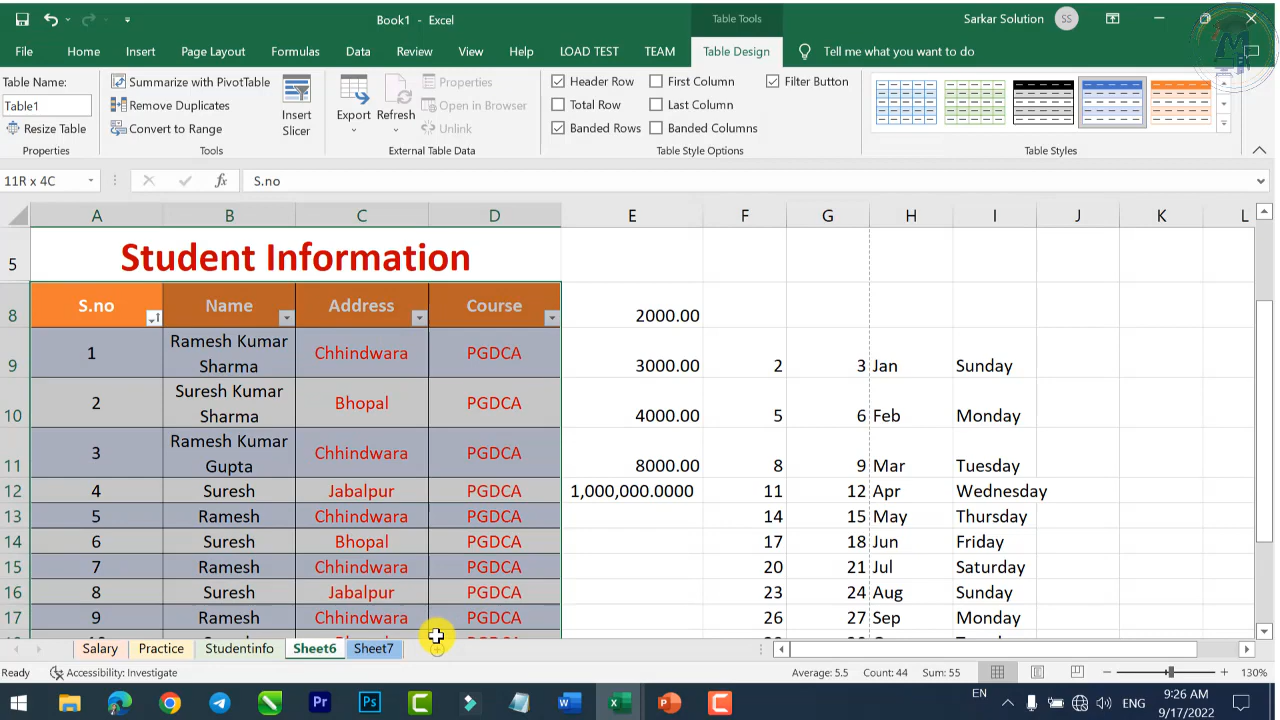 Book1 - Excel
Table Tools
Sarkar Solution
SS
File
Home
Insert
Page Layout
Formulas
Data
Review
View
Help
LOAD TEST
TEAM
Table Design
Tell me what you want to do
Table Name:
Table1
Resize Table
Properties
Summarize with PivotTable
Remove Duplicates
Convert to Range
Tools
Insert
Slicer
Export
Refresh
Properties
Open in Browser
Unlink
External Table Data
Header Row
First Column
Filter Button
Total Row
Last Column
Banded Rows
Banded Columns
Table Style Options
Table Styles
11R x 4C
fx
S.no
A B C D E F G H I J K L
5 Student Information
8 S.no Name Address Course 2000.00
9 1 Ramesh Kumar Sharma Chhindwara PGDCA 3000.00 2 3 Jan Sunday
10 2 Suresh Kumar Sharma Bhopal PGDCA 4000.00 5 6 Feb Monday
11 3 Ramesh Kumar Gupta Chhindwara PGDCA 8000.00 8 9 Mar Tuesday
12 4 Suresh Jabalpur PGDCA 1,000,000.0000 11 12 Apr Wednesday
13 5 Ramesh Chhindwara PGDCA 14 15 May Thursday
14 6 Suresh Bhopal PGDCA 17 18 Jun Friday
15 7 Ramesh Chhindwara PGDCA 20 21 Jul Saturday
16 8 Suresh Jabalpur PGDCA 23 24 Aug Sunday
17 9 Ramesh Chhindwara PGDCA 26 27 Sep Monday
Salary
Practice
Studentinfo
Sheet6
Sheet7
Ready
Accessibility: Investigate
Average: 5.5
Count: 44
Sum: 55
130%
Pr
Ps
EN
ENG
9:26 AM
9/17/2022